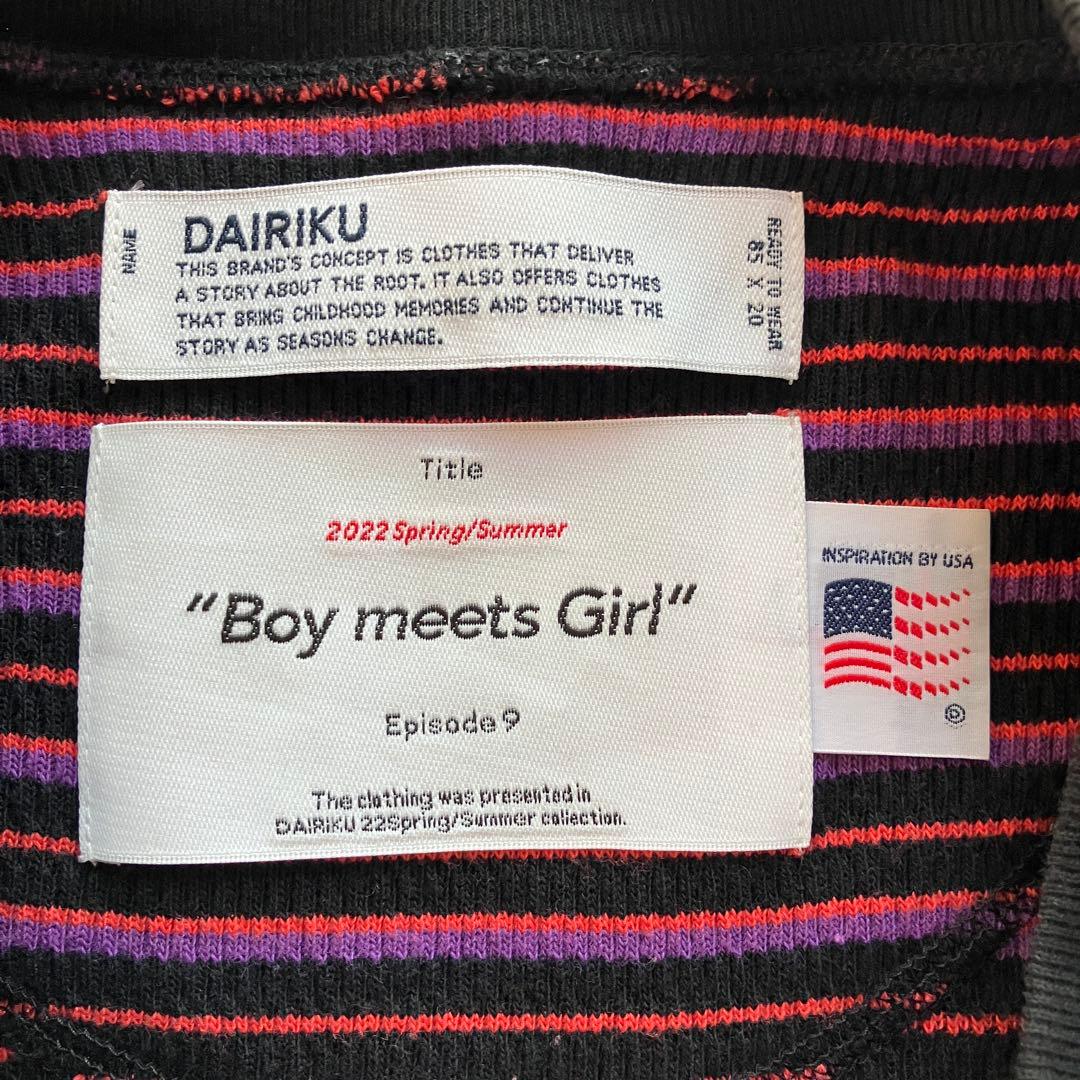 NAME
DAIRIKU
THIS BRAND'S CONCEPT IS CLOTHES THAT DELIVER
A STORY ABOUT THE ROOT. IT ALSO OFFERS CLOTHES
THAT BRING CHILDHOOD MEMORIES AND CONTINUE THE
STORY AS SEASONS CHANGE.
READY TO WEAR
85 X 20
Title
2022 Spring/Summer
"Boy meets Girl"
Episode 9
The clothing was presented in
DAIRIKU 22Spring/Summer collection.
INSPIRATION BY USA